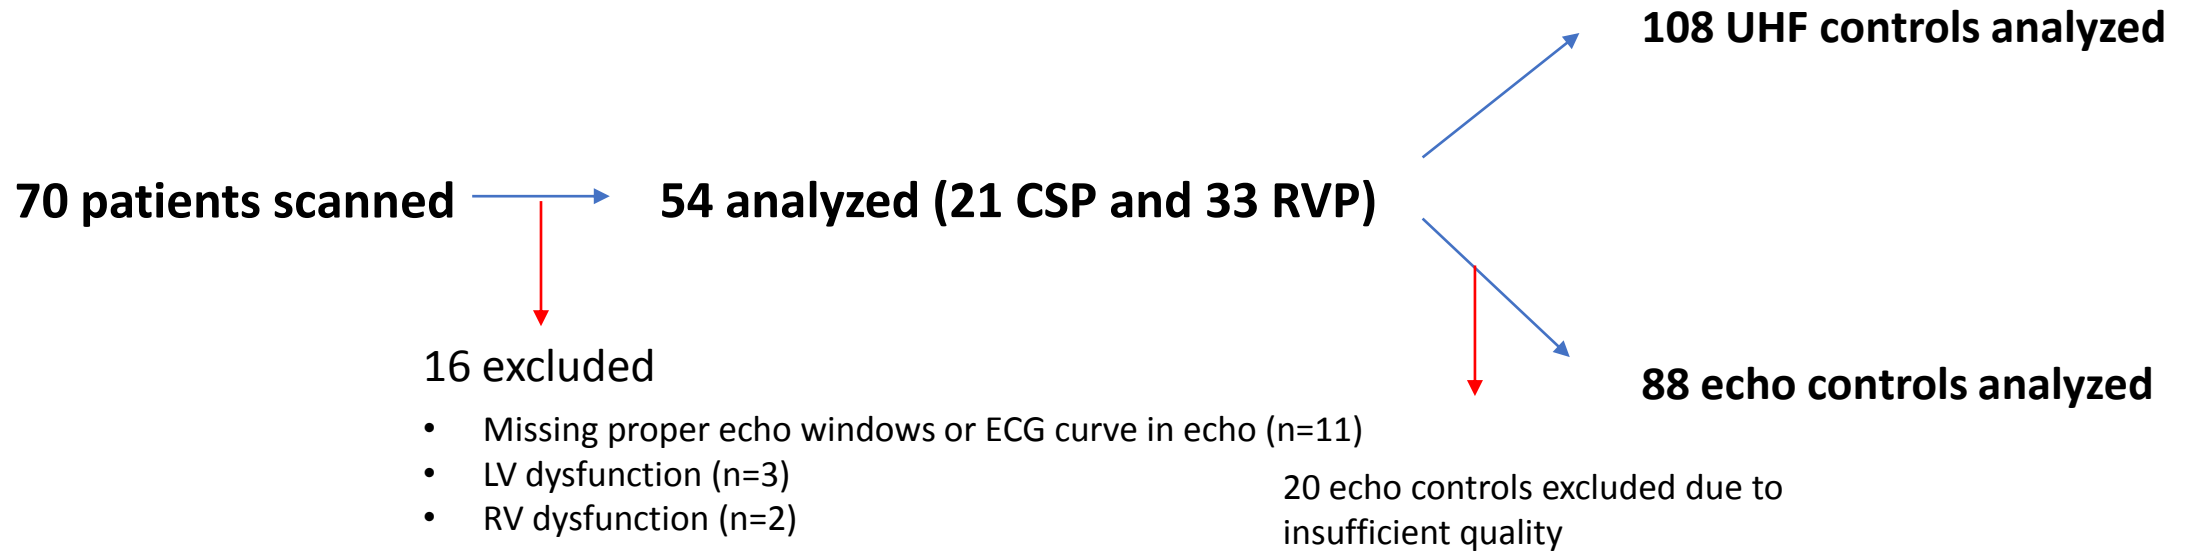 108 UHF controls analyzed
70 patients scanned
54 analyzed (21 CSP and 33 RVP)
16 excluded
• Missing proper echo windows or ECG curve in echo (n=11)
• LV dysfunction (n=3)
• RV dysfunction (n=2)
88 echo controls analyzed
20 echo controls excluded due to
insufficient quality